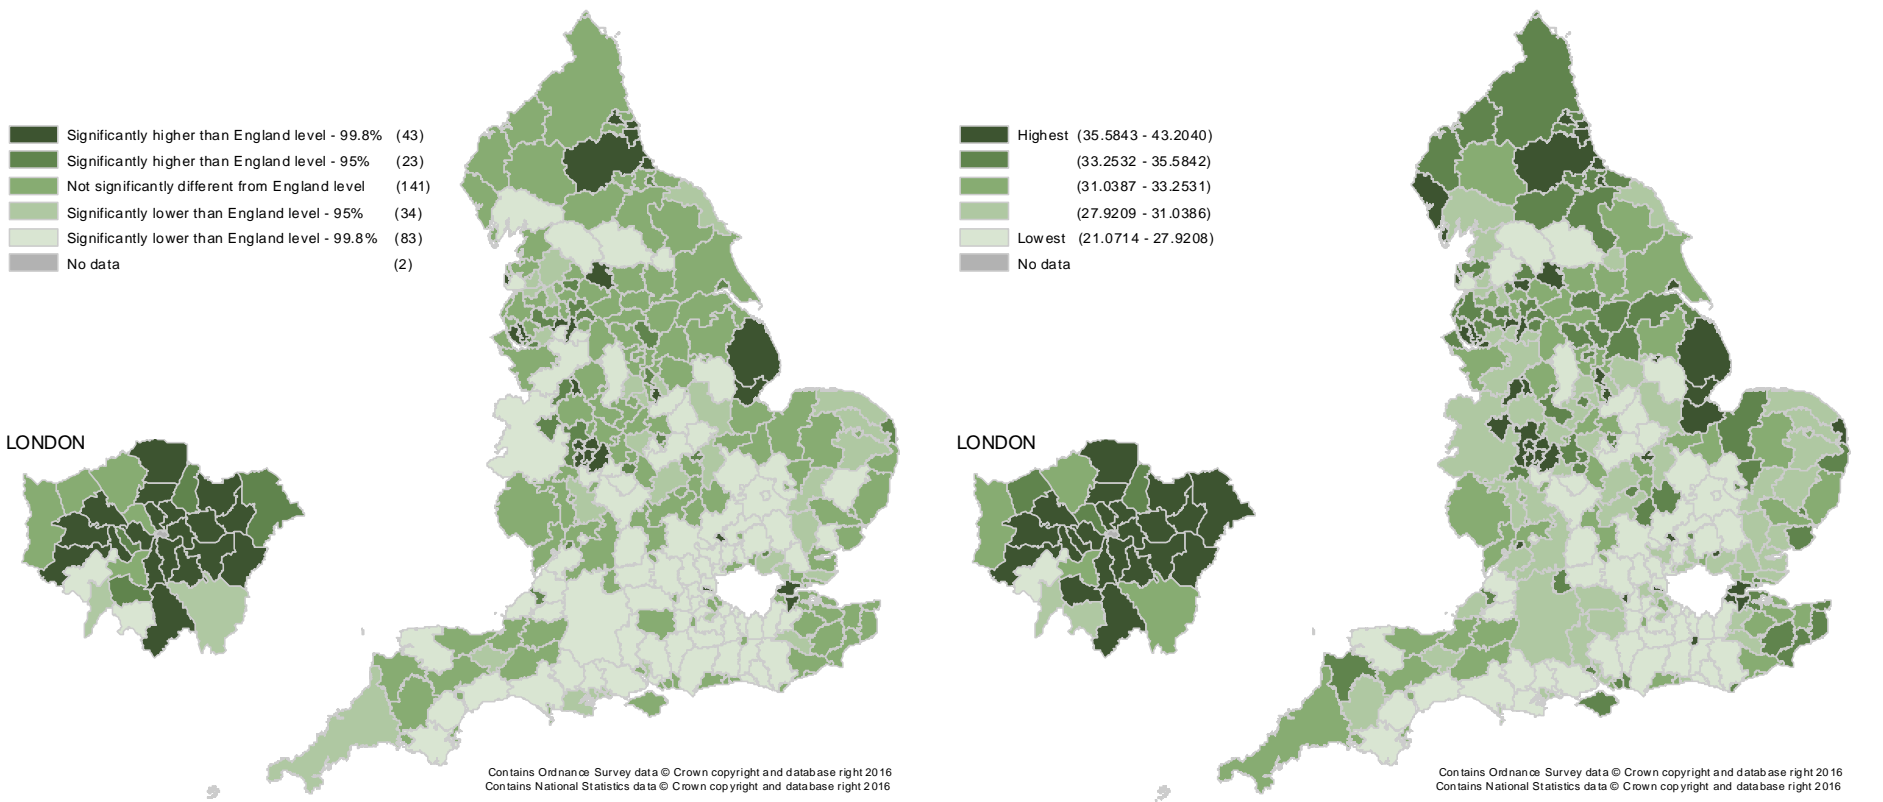 Significantly higher than England level - 99.8% (43)
Significantly higher than England level - 95% (23)
Not significantly different from England level (141)
Significantly lower than England level - 95% (34)
Significantly lower than England level - 99.8% (83)
No data (2)
LONDON
Contains Ordnance Survey data © Crown copyright and database right 2016
Contains National Statistics data © Crown copyright and database right 2016
Highest (35.5843 - 43.2040)
(33.2532 - 35.5842)
(31.0387 - 33.2531)
(27.9209 - 31.0386)
Lowest (21.0714 - 27.9208)
No data
LONDON
Contains Ordnance Survey data © Crown copyright and database right 2016
Contains National Statistics data © Crown copyright and database right 2016